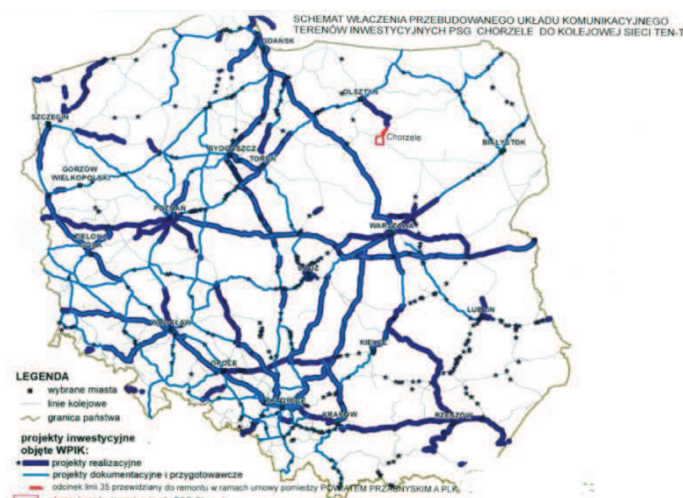 SCHEMAT WŁĄCZENIA PRZEBUDOWANEGO UKŁADU KOMUNIKACYJNEGO
TERENÓW INWESTYCYJNYCH PSG CHORZELE DO KOLEJOWEJ SIECI TEN-T
GDAŃSK
OLSZTYN
SZCZECIN
Chorzele
BIAŁYSTOK
BYDGOSZCZ
TORUŃ
GORZÓW
WIELKOPOLSKI
POZNAŃ
WARSZAWA
ZIELONA
GÓRA
ŁÓDŹ
LUBLIN
WROCŁAW
KIELCE
OPOLE
KATOWICE
KRAKÓW
RZESZÓW
LEGENDA
wybrane miasta
linie kolejowe
granica państwa
projekty inwestycyjne
objęte WPIK:
projekty realizacyjne
projekty dokumentacyjne i przygotowawcze
odcinek linii 35 przewidziany do remontu w ramach umowy pomiędzy POWIATEM PRZASNYSKIM A PLK